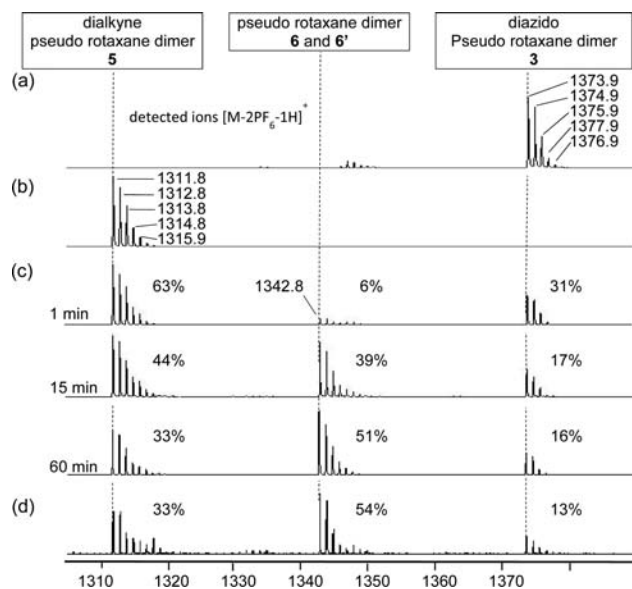 dialkyne
pseudo rotaxane dimer
5
pseudo rotaxane dimer
6 and 6'
diazido
Pseudo rotaxane dimer
3
(a)
detected ions [M-2PF6-1H]+
1373.9
1374.9
1375.9
1377.9
1376.9
(b)
1311.8
1312.8
1313.8
1314.8
1315.9
(c)
63% 1342.8 6% 31%
1 min
44% 39% 17%
15 min
33% 51% 16%
60 min
(d) 33% 54% 13%
1310 1320 1330 1340 1350 1360 1370